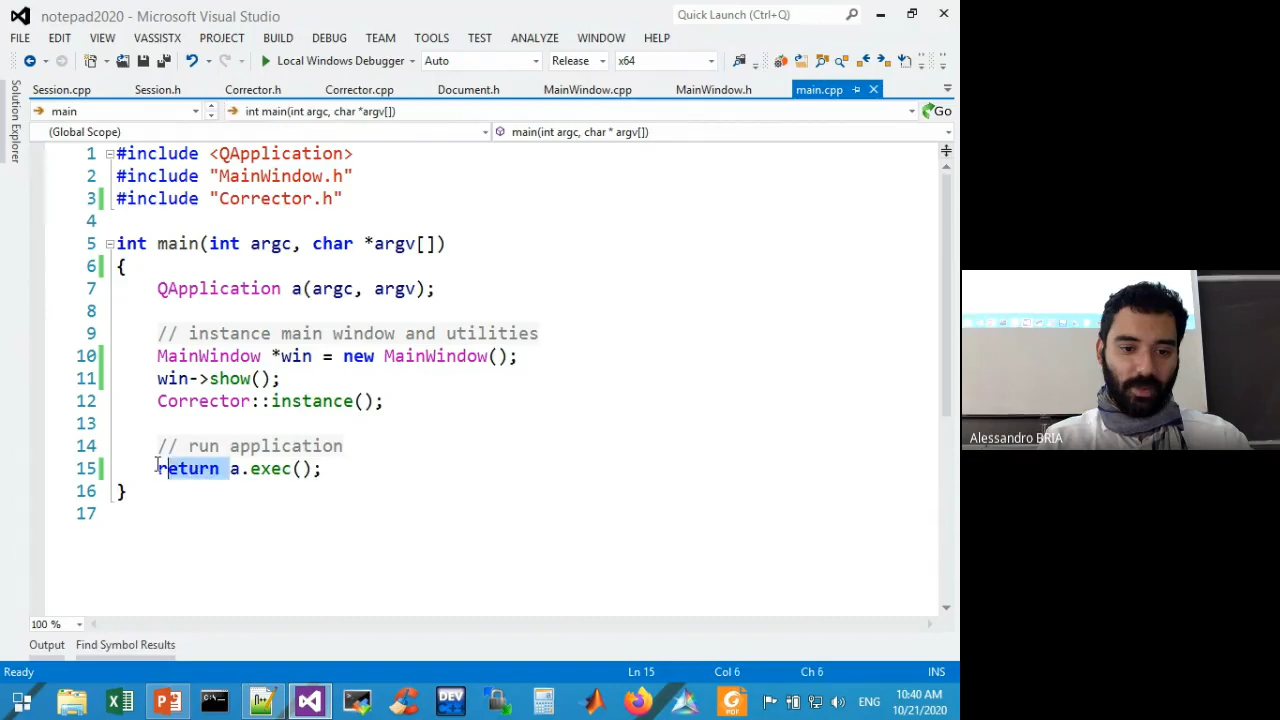 notepad2020 - Microsoft Visual Studio
Quick Launch (Ctrl+Q)
FILE EDIT VIEW VASSISTX PROJECT BUILD DEBUG TEAM TOOLS TEST ANALYZE WINDOW HELP
Local Windows Debugger Auto Release x64
Solution Explorer
Session.cpp Session.h Corrector.h Corrector.cpp Document.h MainWindow.cpp MainWindow.h main.cpp
main int main(int argc, char *argv[]) Go
(Global Scope) main(int argc, char * argv[])
1 #include <QApplication>
2 #include "MainWindow.h"
3 #include "Corrector.h"
4
5 int main(int argc, char *argv[])
6 {
7 QApplication a(argc, argv);
8
9 // instance main window and utilities
10 MainWindow *win = new MainWindow();
11 win->show();
12 Corrector::instance();
13
14 // run application
15 return a.exec();
16 }
17
100 %
Output Find Symbol Results
Ready Ln 15 Col 6 Ch 6 INS
DEV
C++
PDF
ENG
10:40 AM
10/21/2020
Alessandro BRIA